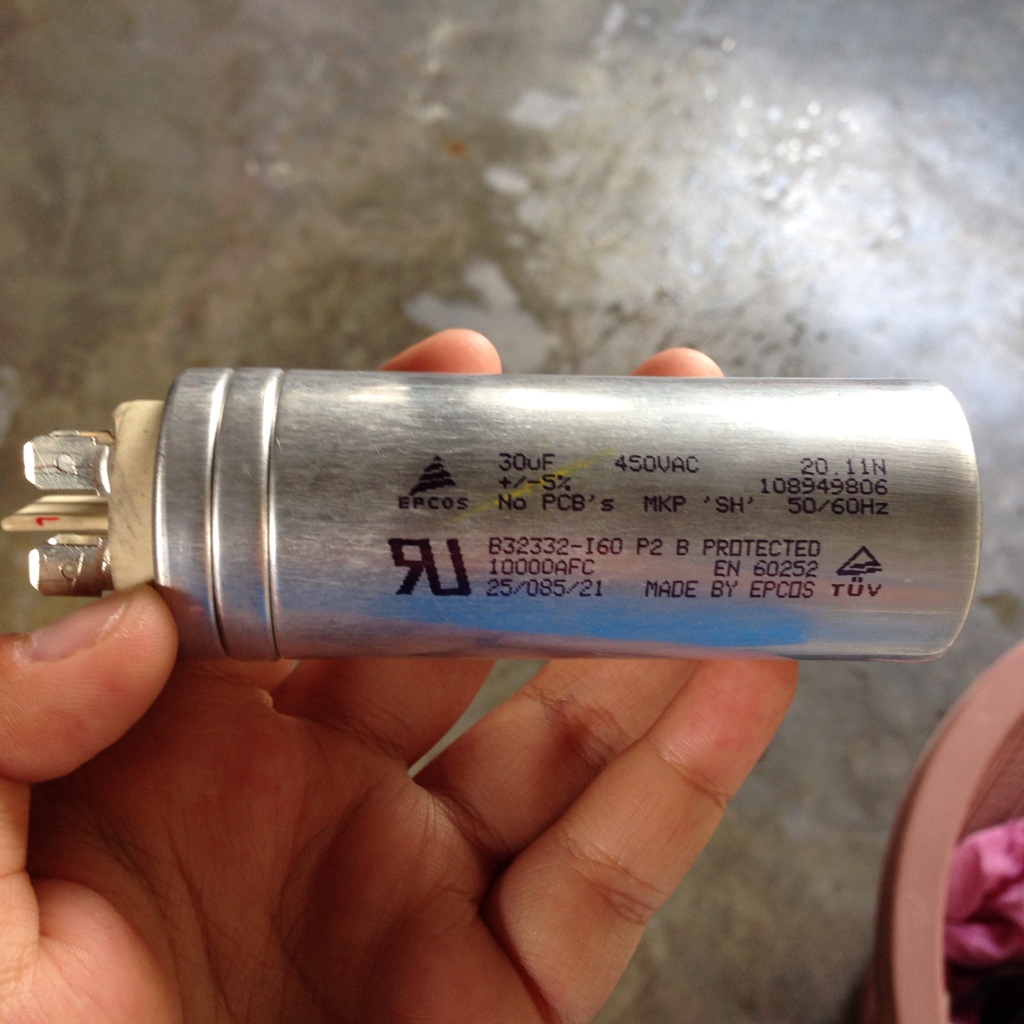 30uF 450VAC 20.11N
+/-5% 108949806
EPCOS No PCB's MKP 'SH' 50/60Hz
B32332-I60 P2 B PROTECTED
10000AFC EN 60252
25/085/21 MADE BY EPCOS TÜV
1